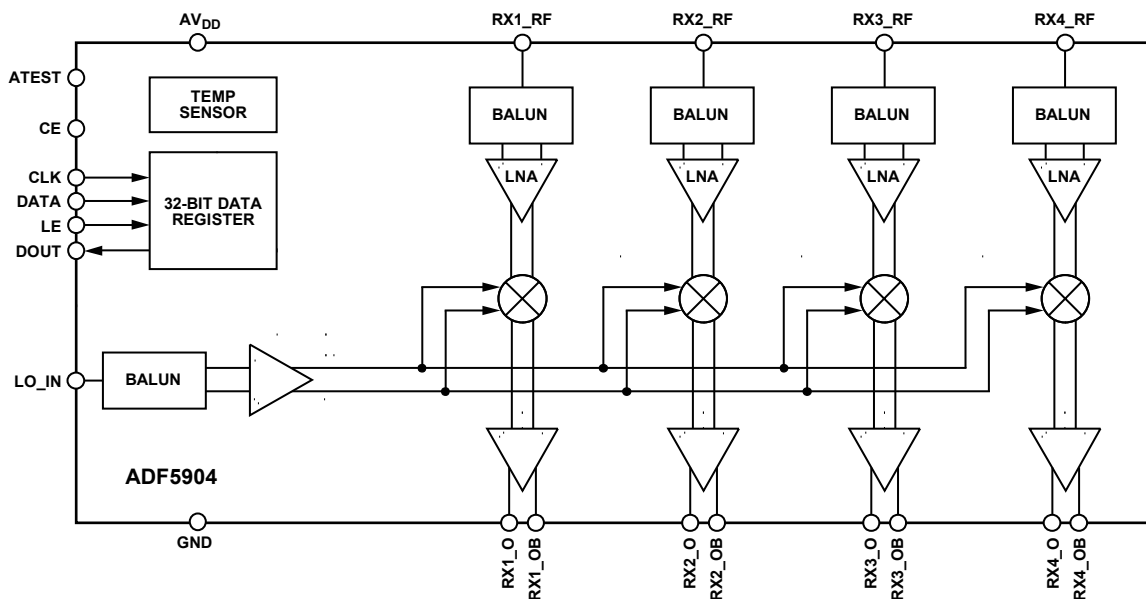 AVDD
RX1_RF
RX2_RF
RX3_RF
RX4_RF
ATEST
TEMP
SENSOR
BALUN
BALUN
BALUN
BALUN
CE
CLK
DATA
LE
DOUT
32-BIT DATA
REGISTER
LNA
LNA
LNA
LNA
LO_IN
BALUN
ADF5904
GND
RX1_O
RX1_OB
RX2_O
RX2_OB
RX3_O
RX3_OB
RX4_O
RX4_OB